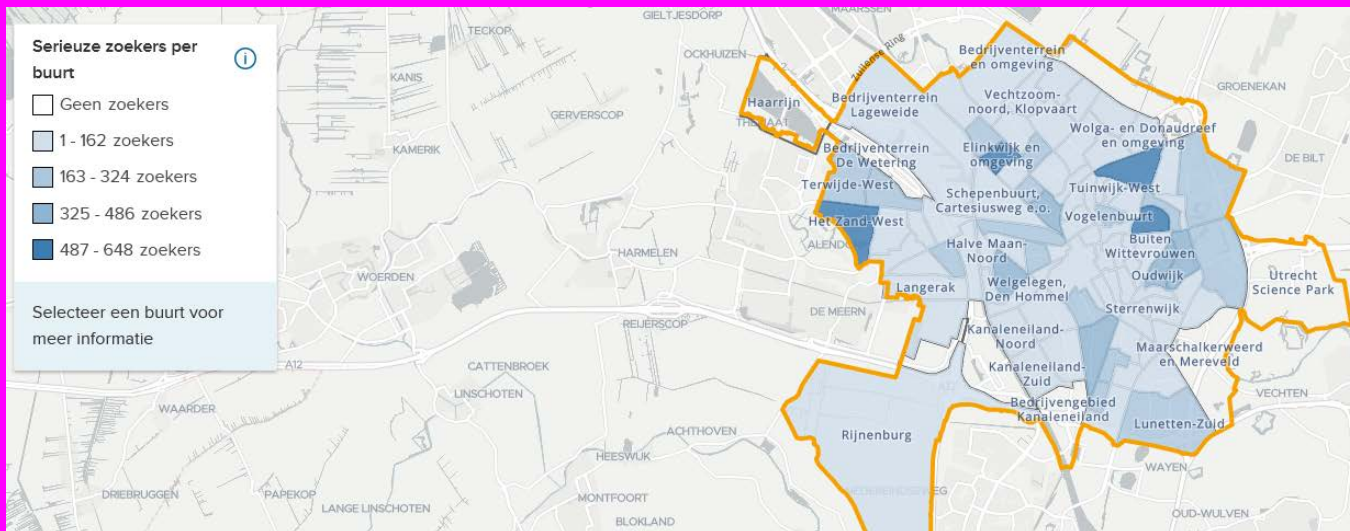 Serieuze zoekers per
buurt
i
Geen zoekers
1 - 162 zoekers
163 - 324 zoekers
325 - 486 zoekers
487 - 648 zoekers
Selecteer een buurt voor
meer informatie
TECKOP
GIELTJESDORP
MAARSSEN
KANIS
OCKHUIZEN
Zuilense Ring
Bedrijventerrein
en omgeving
GROENEKAN
GERVERSCOP
Haarrijn
Bedrijventerrein
Lageweide
Vechtzoom-
noord, Klopvaart
Wolga- en Donaudreef
en omgeving
KAMERIK
Bedrijventerrein
De Wetering
Elinkwijk en
omgeving
DE BILT
Terwijde-West
Schepenbuurt,
Cartesiusweg e.o.
Tuinwijk-West
Het Zand-West
Vogelenbuurt
HARMELEN
Halve Maan-
Noord
Buiten
Wittevrouwen
WOERDEN
Langerak
Welgelegen,
Den Hommel
Oudwijk
Utrecht
Science Park
DE MEERN
Sterrenwijk
REIJERSCOP
Kanaleneiland-
Noord
Maarschalkerweerd
en Mereveld
A12
CATTENBROEK
Kanaleneiland-
Zuid
LINSCHOTEN
Bedrijvengebied
Kanaleneiland
VECHTEN
WAARDER
Rijnenburg
Lunetten-Zuid
ACHTHOVEN
HEESWIJK
WAYEN
DRIEBRUGGEN
PAPEKOP
LANGE LINSCHOTEN
MONTFOORT
BLOKLAND
OUD-WULVEN